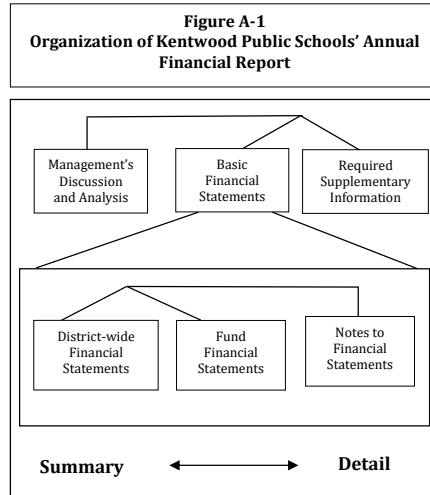 Figure A-1
Organization of Kentwood Public Schools’ Annual
Financial Report
Management’s
Discussion
and Analysis
Basic
Financial
Statements
Required
Supplementary
Information
District-wide
Financial
Statements
Fund
Financial
Statements
Notes to
Financial
Statements
Summary
Detail